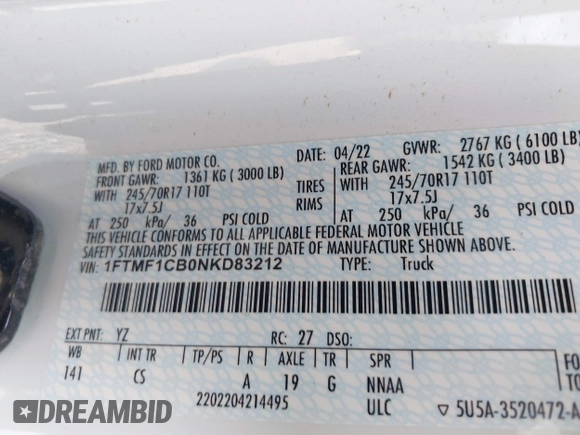 MFD. BY FORD MOTOR CO.
DATE: 04/22 GVWR: 2767 KG ( 6100 LB)
FRONT GAWR: 1361 KG ( 3000 LB) REAR GAWR: 1542 KG ( 3400 LB)
WITH 245/70R17 110T TIRES WITH 245/70R17 110T
17x7.5J RIMS 17x7.5J
AT 250 kPa/ 36 PSI COLD AT 250 kPa/ 36 PSI COLD
THIS VEHICLE CONFORMS TO ALL APPLICABLE FEDERAL MOTOR VEHICLE
SAFETY STANDARDS IN EFFECT ON THE DATE OF MANUFACTURE SHOWN ABOVE.
VIN: 1FTMF1CB0NKD83212 TYPE: Truck
EXT PNT: YZ RC: 27 DSO:
WB INT TR TP/PS R AXLE TR SPR
141 CS A 19 G NNAA
2202204214495 ULC 5U5A-3520472-A
RIDE SAFELY